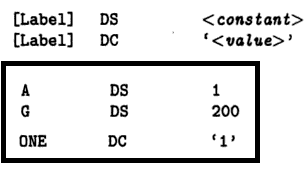 [Label] DS <constant>
[Label] DC ‘<value>’
A DS 1
G DS 200
ONE DC ‘1’